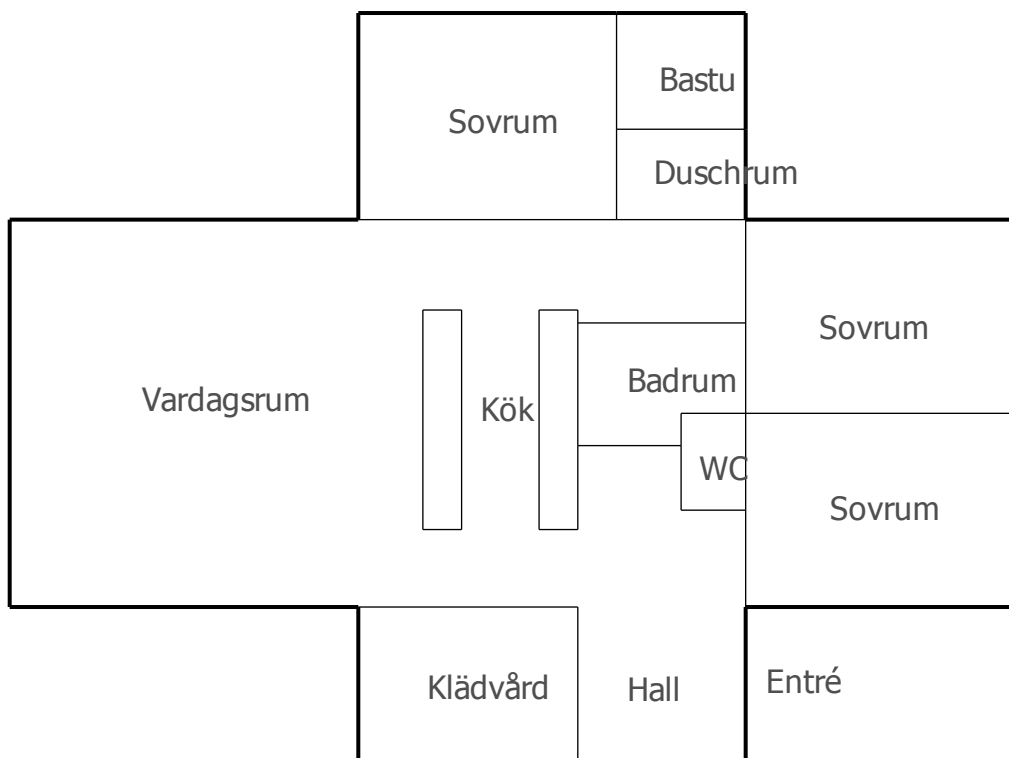 Bastu
Sovrum
Duschrum
Sovrum
Badrum
Vardagsrum
Kök
WC
Sovrum
Entré
Klädvård
Hall